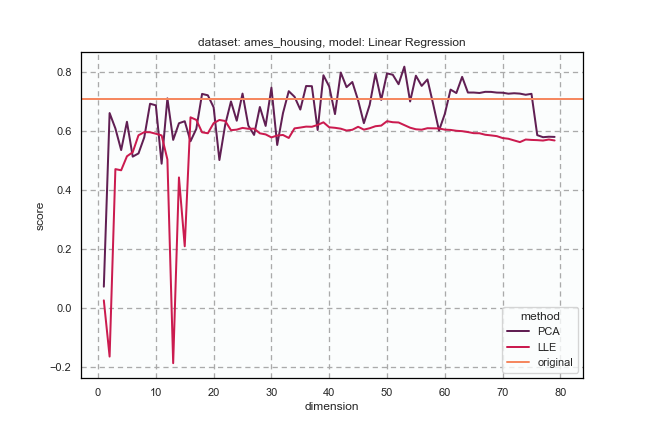 dataset: ames_housing, model: Linear Regression
score
0.8
0.6
0.4
0.2
0.0
−0.2
0 10 20 30 40 50 60 70 80
dimension
method
PCA
LLE
original